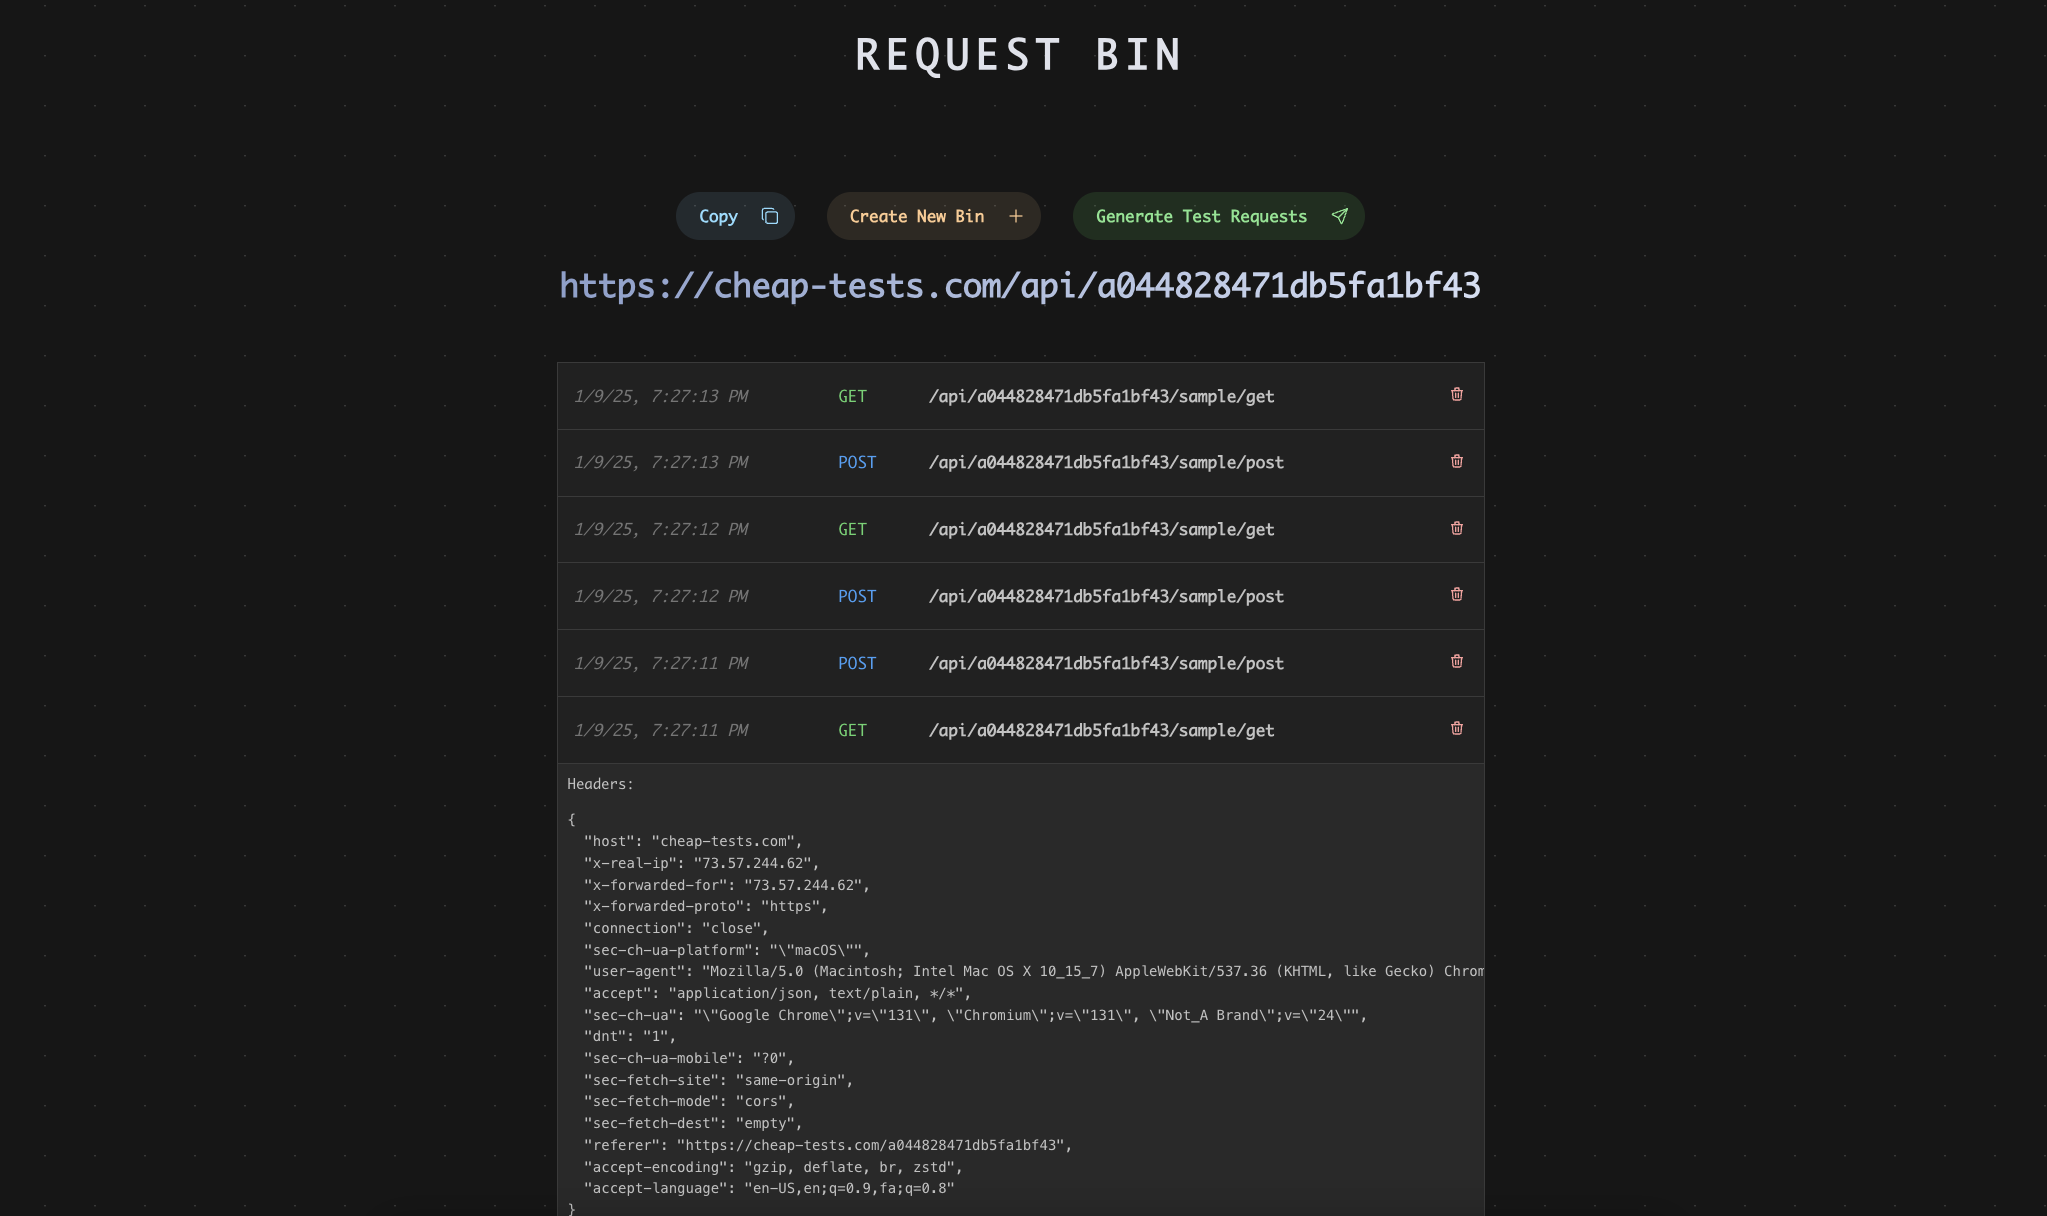 REQUEST BIN
Copy
Create New Bin
Generate Test Requests
https://cheap-tests.com/api/a044828471db5fa1bf43
1/9/25, 7:27:13 PM GET /api/a044828471db5fa1bf43/sample/get
1/9/25, 7:27:13 PM POST /api/a044828471db5fa1bf43/sample/post
1/9/25, 7:27:12 PM GET /api/a044828471db5fa1bf43/sample/get
1/9/25, 7:27:12 PM POST /api/a044828471db5fa1bf43/sample/post
1/9/25, 7:27:11 PM POST /api/a044828471db5fa1bf43/sample/post
1/9/25, 7:27:11 PM GET /api/a044828471db5fa1bf43/sample/get
Headers:
{
"host": "cheap-tests.com",
"x-real-ip": "73.57.244.62",
"x-forwarded-for": "73.57.244.62",
"x-forwarded-proto": "https",
"connection": "close",
"sec-ch-ua-platform": "\"macOS\"",
"user-agent": "Mozilla/5.0 (Macintosh; Intel Mac OS X 10_15_7) AppleWebKit/537.36 (KHTML, like Gecko) Chrom
"accept": "application/json, text/plain, */*",
"sec-ch-ua": "\"Google Chrome\";v=\"131\", \"Chromium\";v=\"131\", \"Not_A Brand\";v=\"24\"",
"dnt": "1",
"sec-ch-ua-mobile": "?0",
"sec-fetch-site": "same-origin",
"sec-fetch-mode": "cors",
"sec-fetch-dest": "empty",
"referer": "https://cheap-tests.com/a044828471db5fa1bf43",
"accept-encoding": "gzip, deflate, br, zstd",
"accept-language": "en-US,en;q=0.9,fa;q=0.8"
}